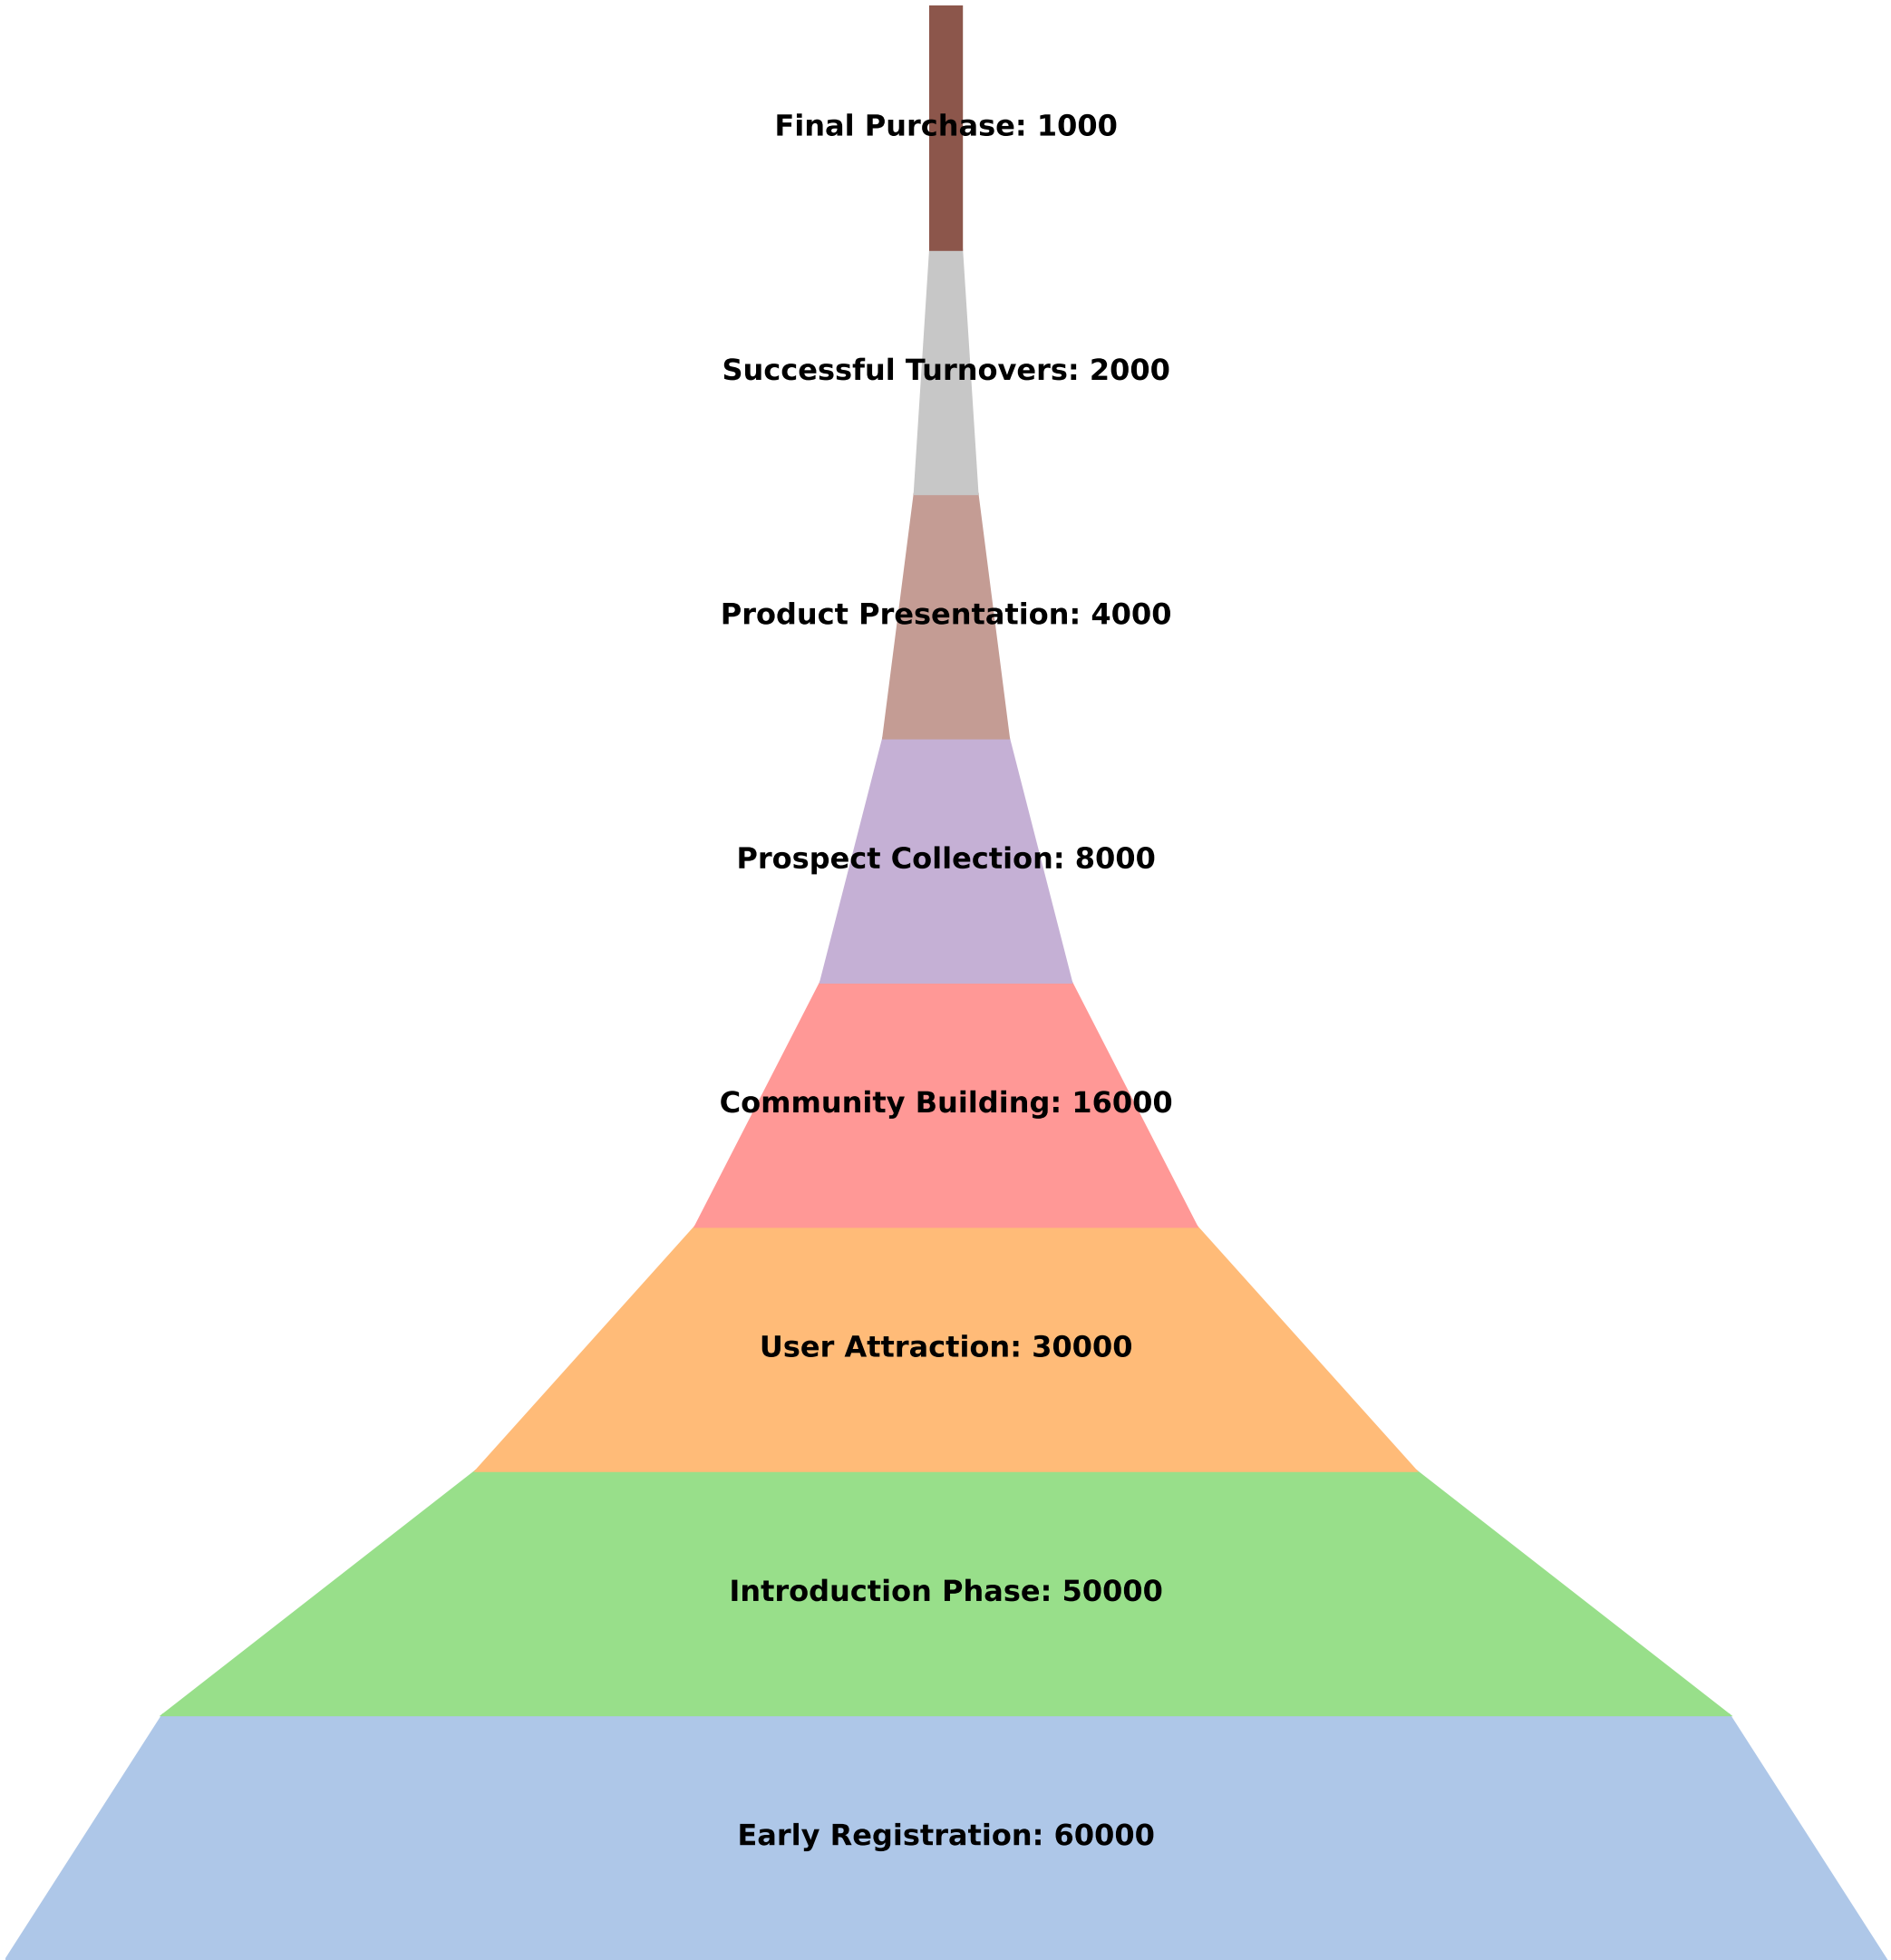 Final Purchase: 1000
Successful Turnovers: 2000
Product Presentation: 4000
Prospect Collection: 8000
Community Building: 16000
User Attraction: 30000
Introduction Phase: 50000
Early Registration: 60000